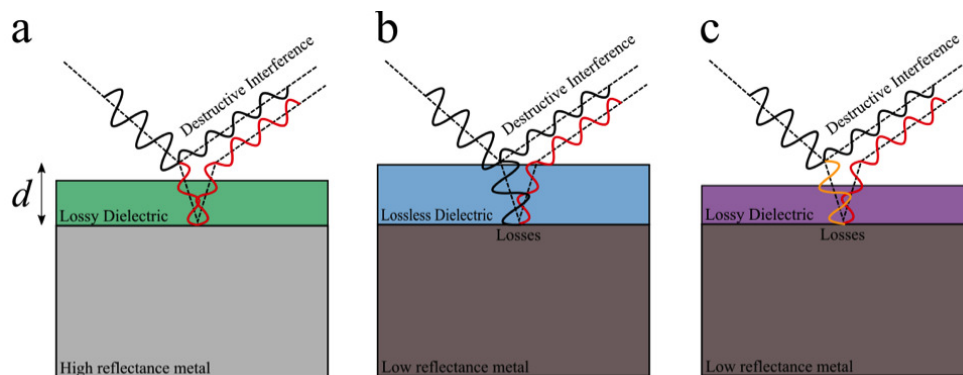 a
Destructive Interference
d
Lossy Dielectric
High reflectance metal
b
Destructive Interference
Lossless Dielectric
Losses
Low reflectance metal
c
Destructive Interference
Lossy Dielectric
Losses
Low reflectance metal